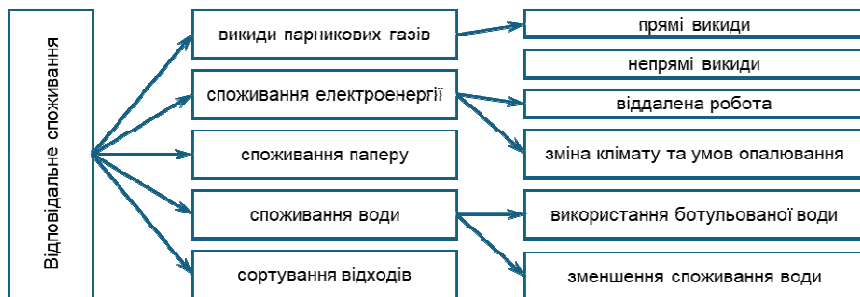 Відповідальне споживання
викиди парникових газів
споживання електроенергії
споживання паперу
споживання води
сортування відходів
прямі викиди
непрямі викиди
віддалена робота
зміна клімату та умов опалювання
використання ботульованої води
зменшення споживання води